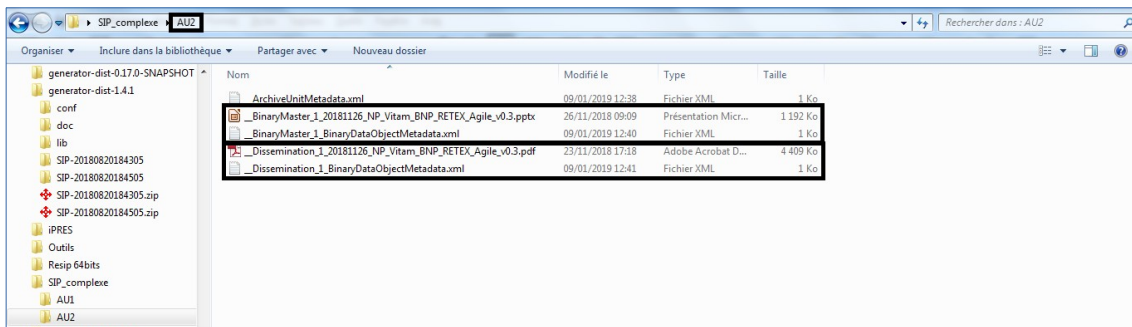 SIP_complexe AU2 Rechercher dans : AU2
Organiser Inclure dans la bibliothèque Partager avec Nouveau dossier
generator-dist-0.17.0-SNAPSHOT
generator-dist-1.4.1
conf
doc
lib
SIP-20180820184305
SIP-20180820184505
SIP-20180820184305.zip
SIP-20180820184505.zip
iPRES
Outils
Resip 64bits
SIP_complexe
AU1
AU2
Nom Modifié le Type Taille
__ArchiveUnitMetadata.xml 09/01/2019 12:38 Fichier XML 1 Ko
__BinaryMaster_1_20181126_NP_Vitam_BNP_RETEX_Agile_v0.3.pptx 26/11/2018 09:09 Présentation Micr... 1 192 Ko
__BinaryMaster_1_BinaryDataObjectMetadata.xml 09/01/2019 12:40 Fichier XML 1 Ko
__Dissemination_1_20181126_NP_Vitam_BNP_RETEX_Agile_v0.3.pdf 23/11/2018 17:18 Adobe Acrobat D... 4 409 Ko
__Dissemination_1_BinaryDataObjectMetadata.xml 09/01/2019 12:41 Fichier XML 1 Ko